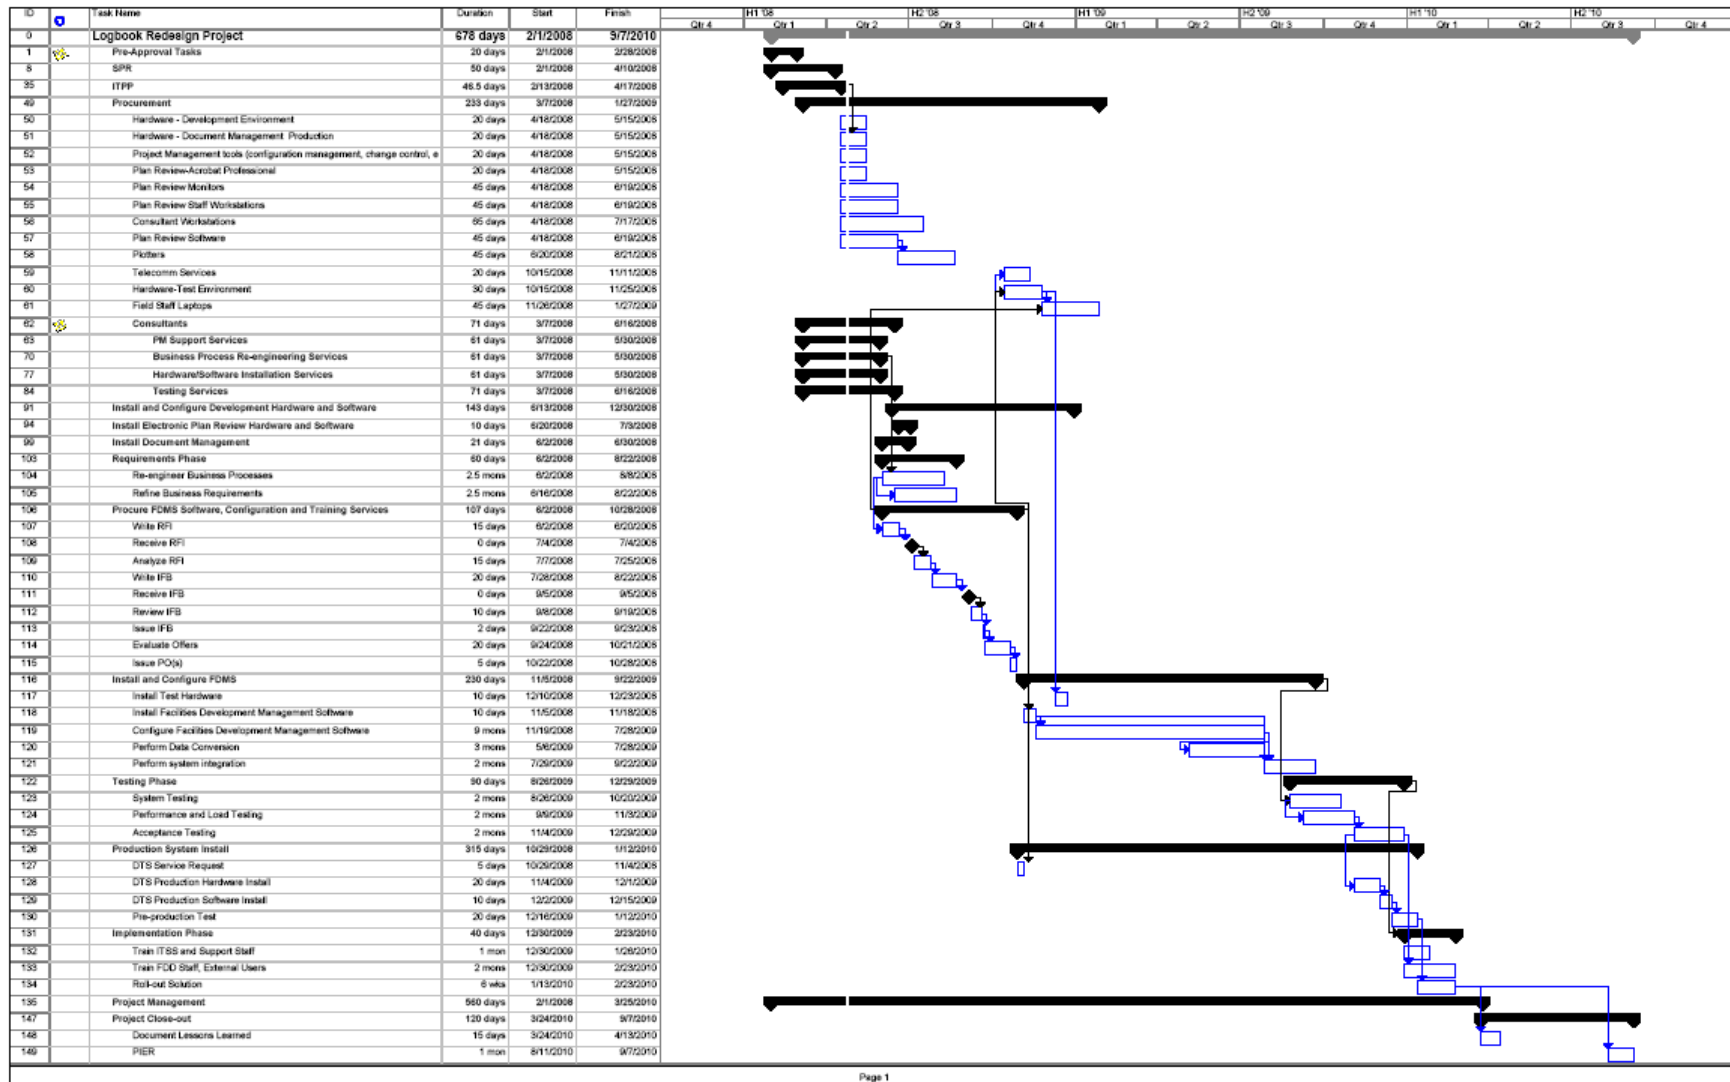 ID Task Name Duration Start Finish H1 '08 H2 '08 H1 '09 H2 '09 H1 '10 H2 '10
Qtr 4 Qtr 1 Qtr 2 Qtr 3 Qtr 4 Qtr 1 Qtr 2 Qtr 3 Qtr 4 Qtr 1 Qtr 2 Qtr 3 Qtr 4
0 Logbook Redesign Project 678 days 2/1/2008 9/7/2010
1 Pre-Approval Tasks 20 days 2/1/2008 2/28/2008
8 SPR 50 days 2/1/2008 4/10/2008
35 ITPP 46.5 days 2/13/2008 4/17/2008
49 Procurement 233 days 3/7/2008 1/27/2009
50 Hardware - Development Environment 20 days 4/18/2008 5/15/2008
51 Hardware - Document Management Production 20 days 4/18/2008 5/15/2008
52 Project Management tools (configuration management, change control, e 20 days 4/18/2008 5/15/2008
53 Plan Review-Acrobat Professional 20 days 4/18/2008 5/15/2008
54 Plan Review Monitors 45 days 4/18/2008 6/19/2008
55 Plan Review Staff Workstations 45 days 4/18/2008 6/19/2008
56 Consultant Workstations 65 days 4/18/2008 7/17/2008
57 Plan Review Software 45 days 4/18/2008 6/19/2008
58 Plotters 45 days 6/20/2008 8/21/2008
59 Telecomm Services 20 days 10/15/2008 11/11/2008
60 Hardware-Test Environment 30 days 10/15/2008 11/25/2008
61 Field Staff Laptops 45 days 11/26/2008 1/27/2009
62 Consultants 71 days 3/7/2008 6/16/2008
63 PM Support Services 61 days 3/7/2008 5/30/2008
70 Business Process Re-engineering Services 61 days 3/7/2008 5/30/2008
77 Hardware/Software Installation Services 61 days 3/7/2008 5/30/2008
84 Testing Services 71 days 3/7/2008 6/16/2008
91 Install and Configure Development Hardware and Software 143 days 6/13/2008 12/30/2008
94 Install Electronic Plan Review Hardware and Software 10 days 6/20/2008 7/3/2008
99 Install Document Management 21 days 6/2/2008 6/30/2008
103 Requirements Phase 60 days 6/2/2008 8/22/2008
104 Re-engineer Business Processes 2.5 mons 6/2/2008 8/8/2008
105 Refine Business Requirements 2.5 mons 6/16/2008 8/22/2008
106 Procure FDMS Software, Configuration and Training Services 107 days 6/2/2008 10/28/2008
107 Write RFI 15 days 6/2/2008 6/20/2008
108 Receive RFI 0 days 7/4/2008 7/4/2008
109 Analyze RFI 15 days 7/7/2008 7/25/2008
110 Write IFB 20 days 7/28/2008 8/22/2008
111 Receive IFB 0 days 9/5/2008 9/5/2008
112 Review IFB 10 days 9/8/2008 9/19/2008
113 Issue IFB 2 days 9/22/2008 9/23/2008
114 Evaluate Offers 20 days 9/24/2008 10/21/2008
115 Issue PO(s) 5 days 10/22/2008 10/28/2008
116 Install and Configure FDMS 230 days 11/5/2008 9/22/2009
117 Install Test Hardware 10 days 12/10/2008 12/23/2008
118 Install Facilities Development Management Software 10 days 11/5/2008 11/18/2008
119 Configure Facilities Development Management Software 9 mons 11/19/2008 7/28/2009
120 Perform Data Conversion 3 mons 5/6/2009 7/28/2009
121 Perform system integration 2 mons 7/29/2009 9/22/2009
122 Testing Phase 90 days 8/26/2009 12/29/2009
123 System Testing 2 mons 8/26/2009 10/20/2009
124 Performance and Load Testing 2 mons 9/9/2009 11/3/2009
125 Acceptance Testing 2 mons 11/4/2009 12/29/2009
126 Production System Install 315 days 10/29/2008 1/12/2010
127 DTS Service Request 5 days 10/29/2008 11/4/2008
128 DTS Production Hardware Install 20 days 11/4/2009 12/1/2009
129 DTS Production Software Install 10 days 12/2/2009 12/15/2009
130 Pre-production Test 20 days 12/16/2009 1/12/2010
131 Implementation Phase 40 days 12/30/2009 2/23/2010
132 Train ITSS and Support Staff 1 mon 12/30/2009 1/26/2010
133 Train FDD Staff, External Users 2 mons 12/30/2009 2/23/2010
134 Roll-out Solution 6 wks 1/13/2010 2/23/2010
135 Project Management 560 days 2/1/2008 3/25/2010
147 Project Close-out 120 days 3/24/2010 9/7/2010
148 Document Lessons Learned 15 days 3/24/2010 4/13/2010
149 PIER 1 mon 8/11/2010 9/7/2010
Page 1